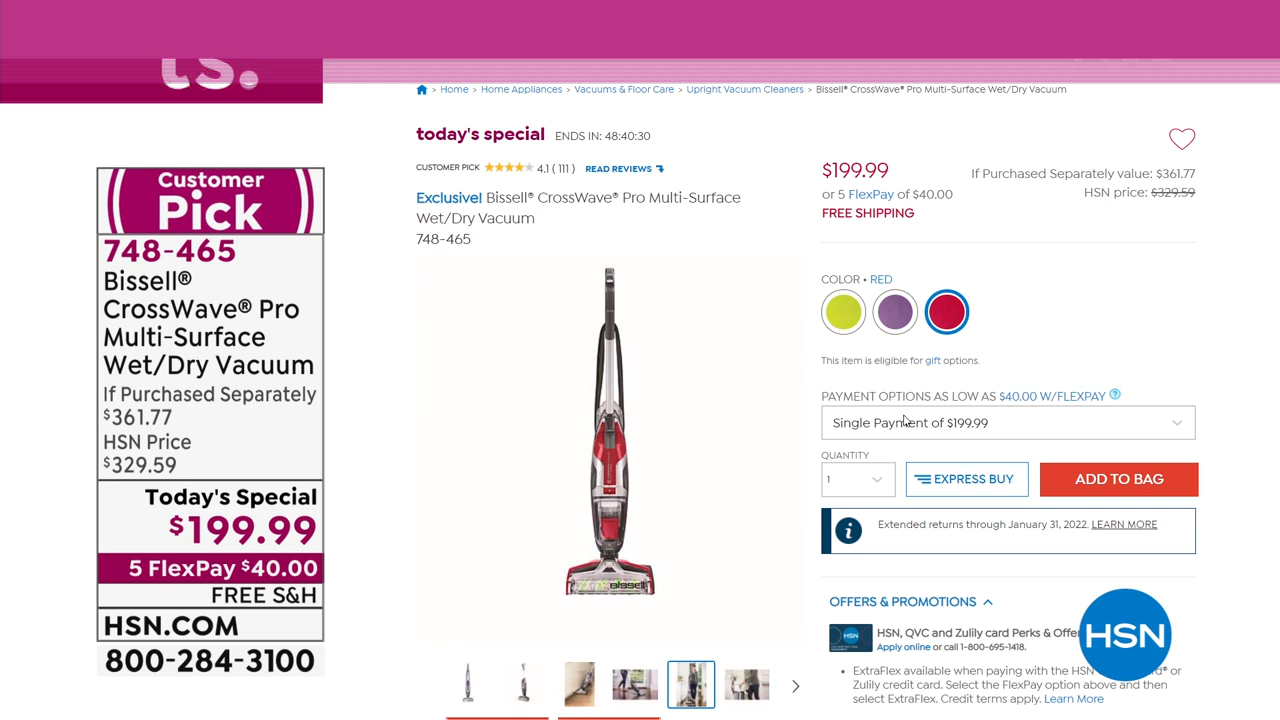 ts.
Customer
Pick
748-465
Bissell®
CrossWave® Pro
Multi-Surface
Wet/Dry Vacuum
If Purchased Separately
$361.77
HSN Price
$329.59
Today's Special
$199.99
5 FlexPay $40.00
FREE S&H
HSN.COM
800-284-3100
> Home > Home Appliances > Vacuums & Floor Care > Upright Vacuum Cleaners > Bissell® CrossWave® Pro Multi-Surface Wet/Dry Vacuum
today's special ENDS IN: 48:40:30
CUSTOMER PICK 4.1 ( 111 ) READ REVIEWS
Exclusive! Bissell® CrossWave® Pro Multi-Surface
Wet/Dry Vacuum
748-465
Bissell
$199.99 If Purchased Separately value: $361.77
or 5 FlexPay of $40.00 HSN price: $329.59
FREE SHIPPING
COLOR • RED
This item is eligible for gift options.
PAYMENT OPTIONS AS LOW AS $40.00 W/FLEXPAY ?
Single Payment of $199.99
QUANTITY
1 EXPRESS BUY ADD TO BAG
i Extended returns through January 31, 2022. LEARN MORE
OFFERS & PROMOTIONS
HSN HSN, QVC and Zulily card Perks & Offe
Apply online or call 1-800-695-1418.
HSN
• ExtraFlex available when paying with the HSN d® or
Zulily credit card. Select the FlexPay option above and then
select ExtraFlex. Credit terms apply. Learn More